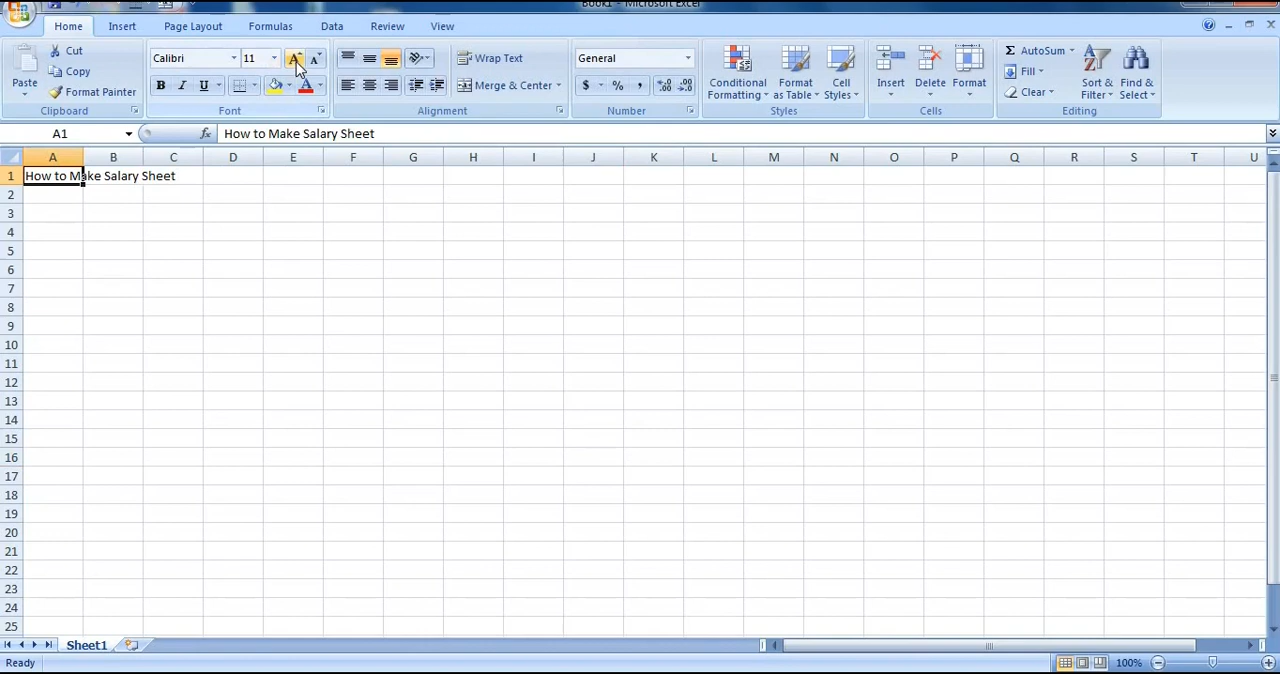 Book1 - Microsoft Excel
Home Insert Page Layout Formulas Data Review View
Paste Cut Copy Format Painter
Calibri 11 A A
B I U A
Wrap Text
Merge & Center
General
$ % , .00 .00
Conditional Formatting Format as Table Cell Styles
Insert Delete Format
Σ AutoSum Fill Clear
Sort & Filter Find & Select
Clipboard Font Alignment Number Styles Cells Editing
A1 fx How to Make Salary Sheet
A B C D E F G H I J K L M N O P Q R S T U
1 How to Make Salary Sheet
2
3
4
5
6
7
8
9
10
11
12
13
14
15
16
17
18
19
20
21
22
23
24
25
Sheet1
Ready 100%